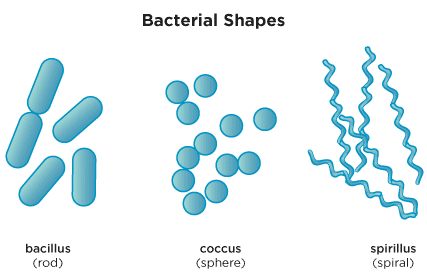 Bacterial Shapes
bacillus
(rod)
coccus
(sphere)
spirillus
(spiral)